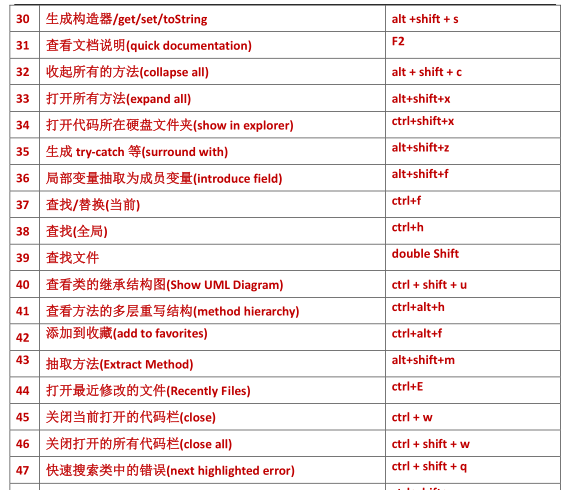 30 生成构造器/get/set/toString alt +shift + s
31 查看文档说明(quick documentation) F2
32 收起所有的方法(collapse all) alt + shift + c
33 打开所有方法(expand all) alt+shift+x
34 打开代码所在硬盘文件夹(show in explorer) ctrl+shift+x
35 生成 try-catch 等(surround with) alt+shift+z
36 局部变量抽取为成员变量(introduce field) alt+shift+f
37 查找/替换(当前) ctrl+f
38 查找(全局) ctrl+h
39 查找文件 double Shift
40 查看类的继承结构图(Show UML Diagram) ctrl + shift + u
41 查看方法的多层重写结构(method hierarchy) ctrl+alt+h
42 添加到收藏(add to favorites) ctrl+alt+f
43 抽取方法(Extract Method) alt+shift+m
44 打开最近修改的文件(Recently Files) ctrl+E
45 关闭当前打开的代码栏(close) ctrl + w
46 关闭打开的所有代码栏(close all) ctrl + shift + w
47 快速搜索类中的错误(next highlighted error) ctrl + shift + q